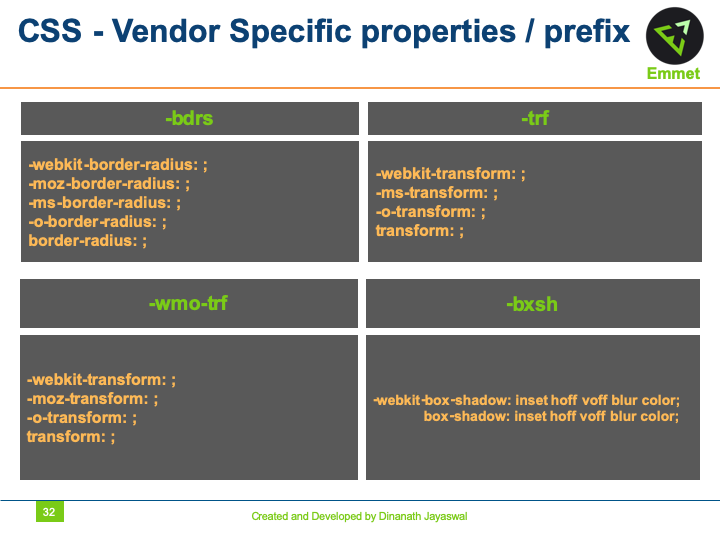 CSS - Vendor Specific properties / prefix
Emmet
-bdrs
-webkit-border-radius: ;
-moz-border-radius: ;
-ms-border-radius: ;
-o-border-radius: ;
border-radius: ;
-trf
-webkit-transform: ;
-ms-transform: ;
-o-transform: ;
transform: ;
-wmo-trf
-webkit-transform: ;
-moz-transform: ;
-o-transform: ;
transform: ;
-bxsh
-webkit-box-shadow: inset hoff voff blur color;
box-shadow: inset hoff voff blur color;
32
Created and Developed by Dinanath Jayaswal